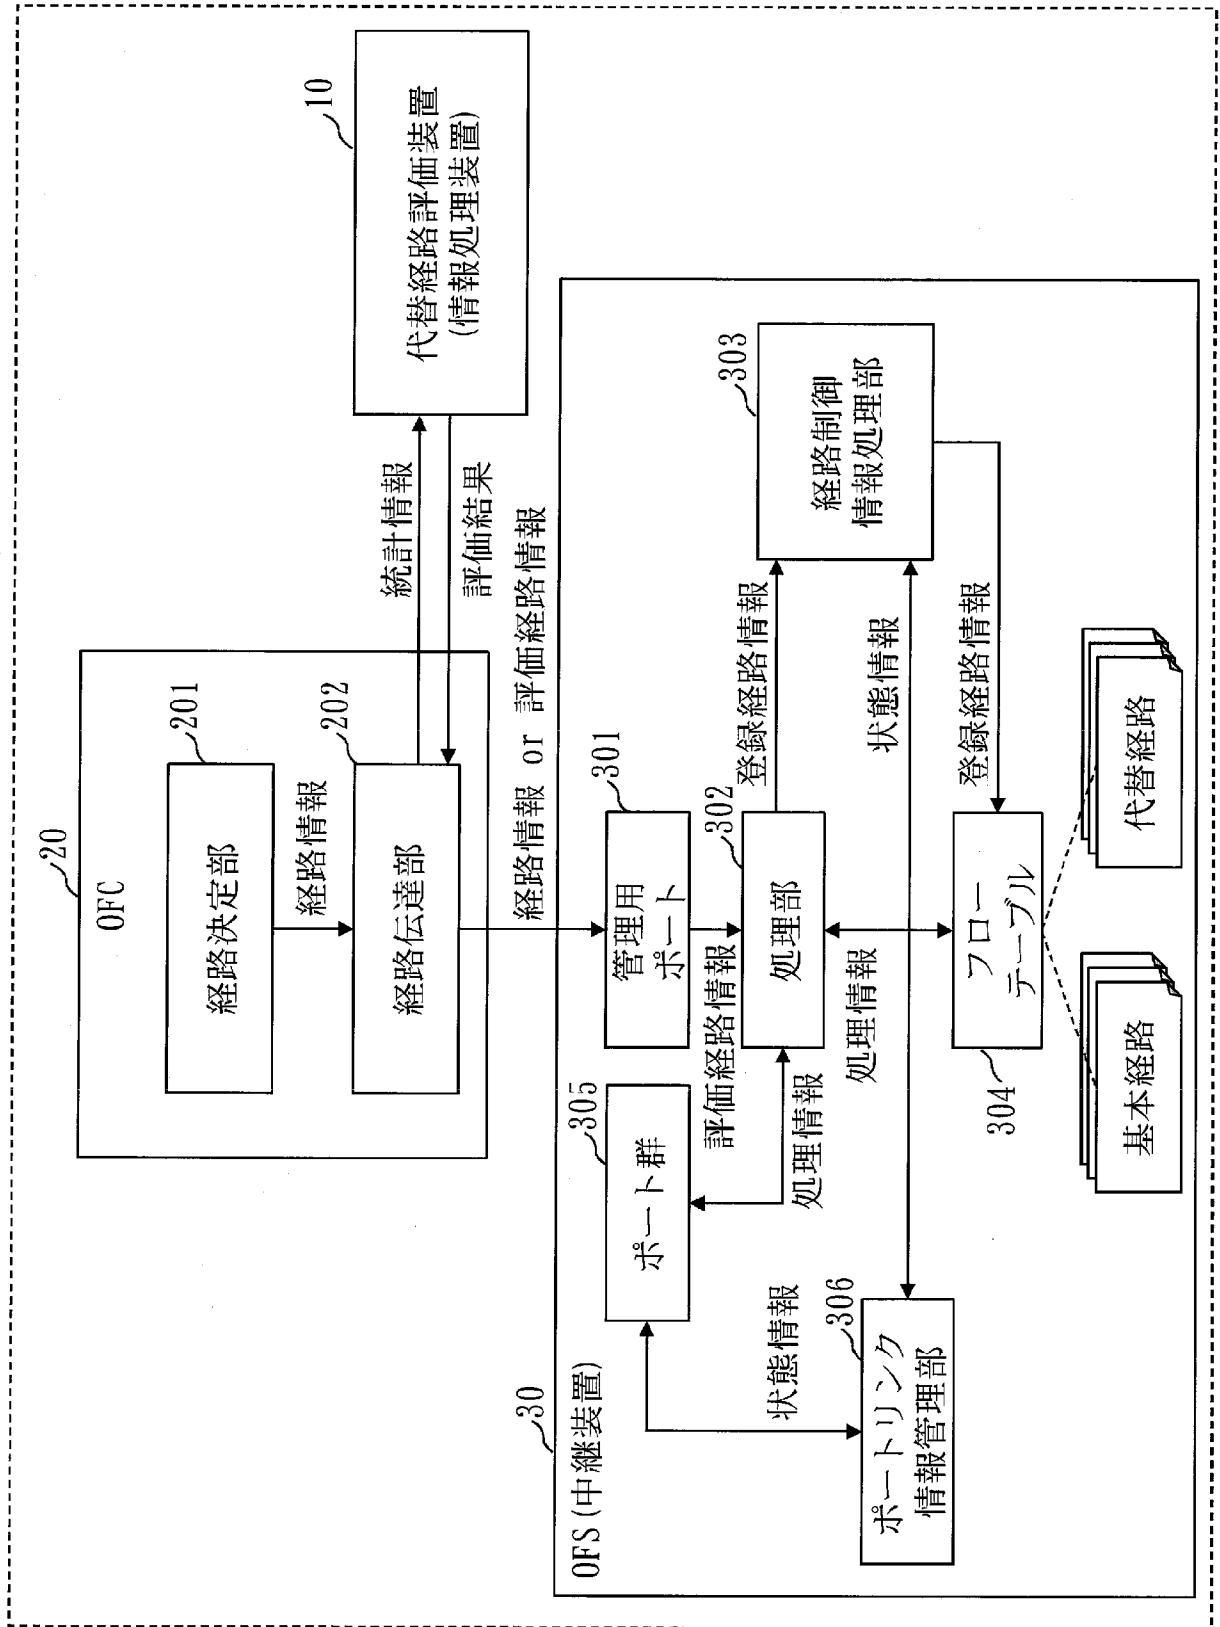 20
OFC
経路決定部
201
経路情報
経路伝達部
202
統計情報
評価結果
10
代替経路評価装置
(情報処理装置)
経路情報 or 評価経路情報
30
OFS(中継装置)
管理用
ポート
301
評価経路情報
ポート群
305
処理情報
処理部
302
登録経路情報
経路制御
情報処理部
303
状態情報
処理情報
状態情報
登録経路情報
ポートリンク
情報管理部
306
フロー
テーブル
304
基本経路
代替経路